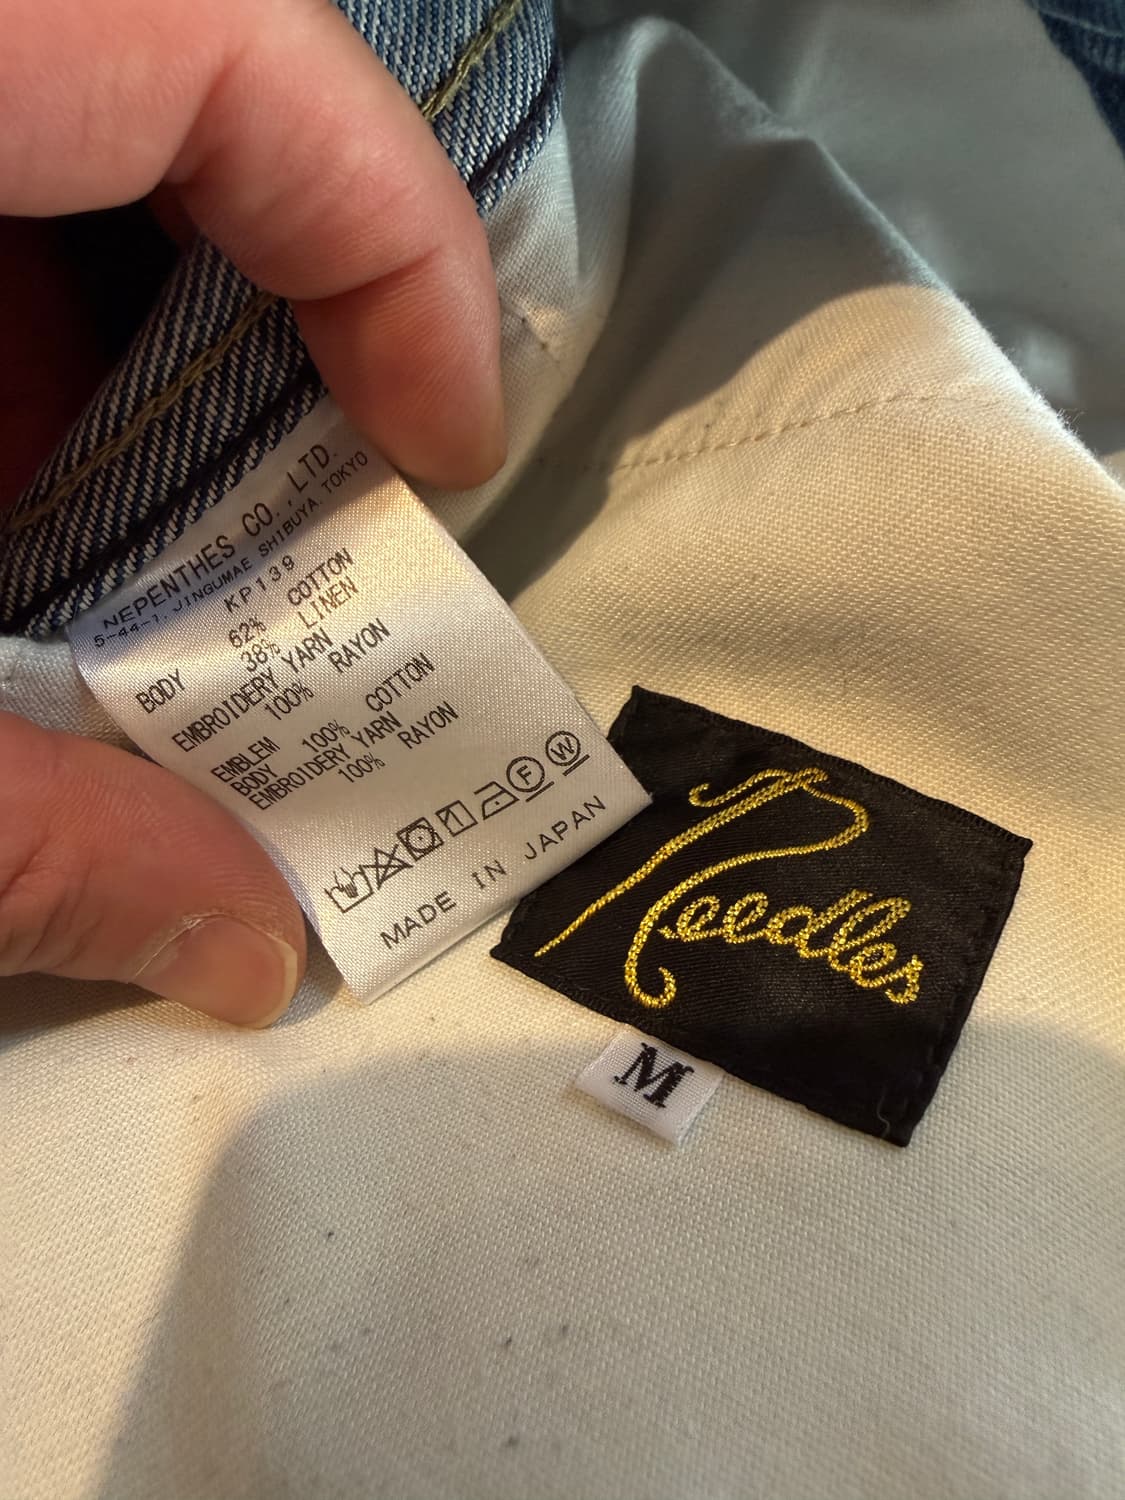 NEPENTHES CO.,LTD.
5-44-1, JINGUMAE SHIBUYA, TOKYO
KP139
BODY 62% COTTON
38% LINEN
EMBROIDERY YARN
100% RAYON
EMBLEM
BODY 100% COTTON
EMBROIDERY YARN
100% RAYON
F W
MADE IN JAPAN
Needles
M